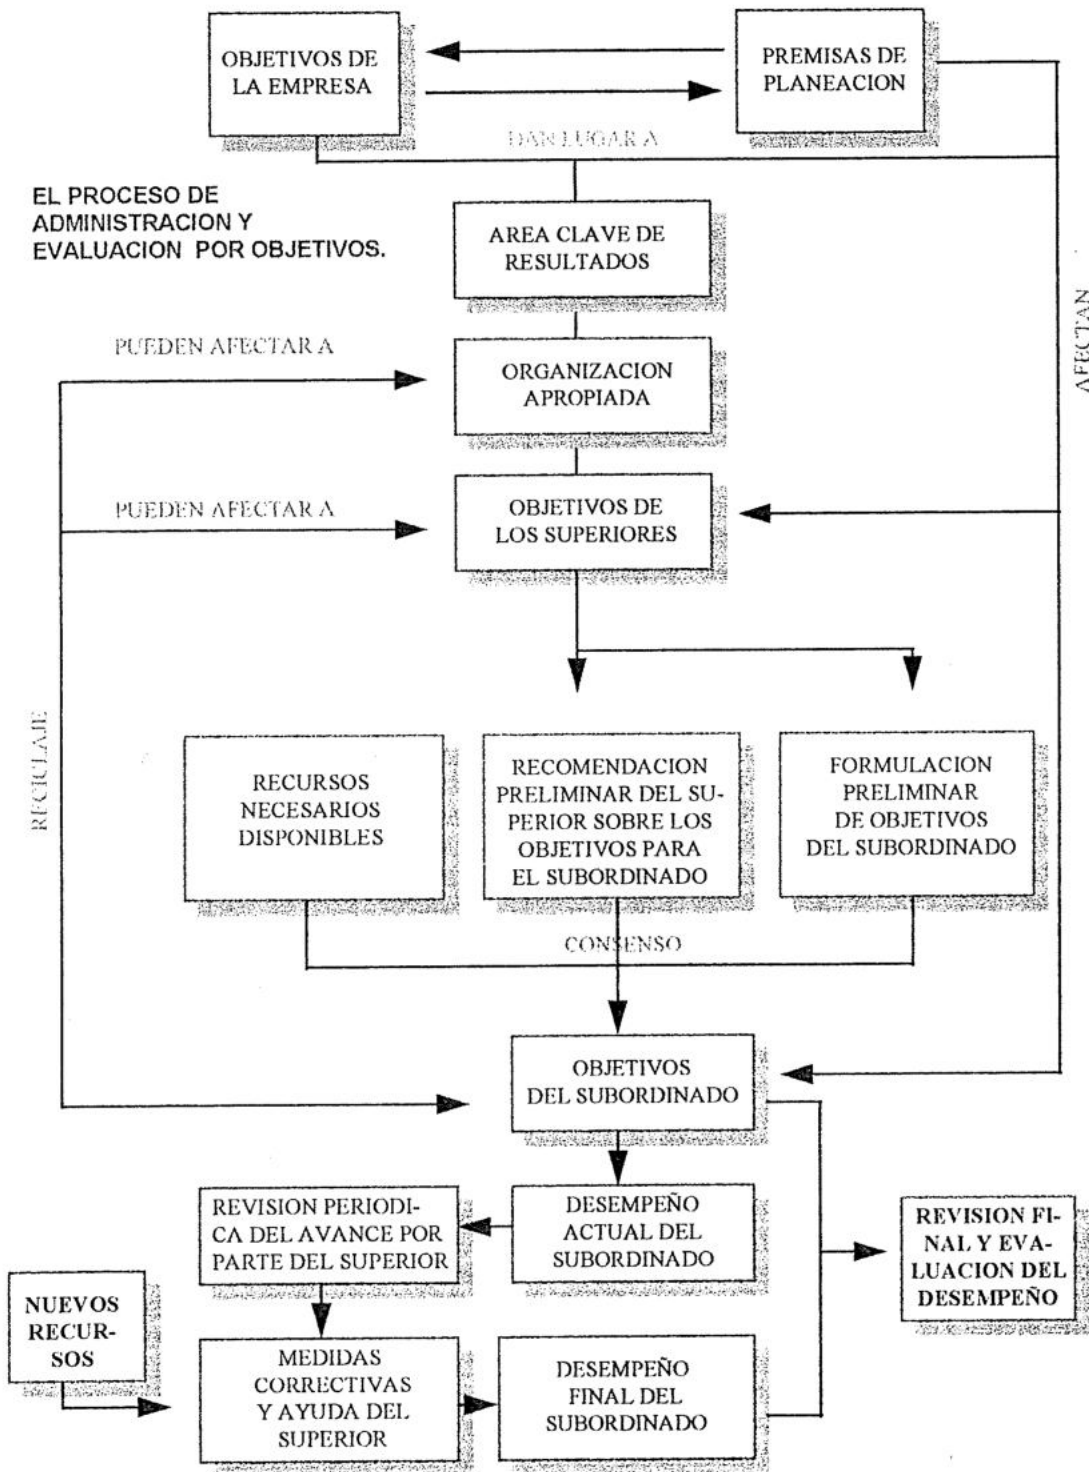 OBJETIVOS DE
LA EMPRESA
PREMISAS DE
PLANEACION
DAN LUGAR A
EL PROCESO DE
ADMINISTRACION Y
EVALUACION POR OBJETIVOS.
AREA CLAVE DE
RESULTADOS
AFECTAN
PUEDEN AFECTAR A
ORGANIZACION
APROPIADA
PUEDEN AFECTAR A
OBJETIVOS DE
LOS SUPERIORES
RECICLAJE
RECURSOS
NECESARIOS
DISPONIBLES
RECOMENDACION
PRELIMINAR DEL SU-
PERIOR SOBRE LOS
OBJETIVOS PARA
EL SUBORDINADO
FORMULACION
PRELIMINAR
DE OBJETIVOS
DEL SUBORDINADO
CONSENSO
OBJETIVOS
DEL SUBORDINADO
REVISION PERIODI-
CA DEL AVANCE POR
PARTE DEL SUPERIOR
DESEMPEÑO
ACTUAL DEL
SUBORDINADO
REVISION FI-
NAL Y EVA-
LUACION DEL
DESEMPEÑO
NUEVOS
RECUR-
SOS
MEDIDAS
CORRECTIVAS
Y AYUDA DEL
SUPERIOR
DESEMPEÑO
FINAL DEL
SUBORDINADO